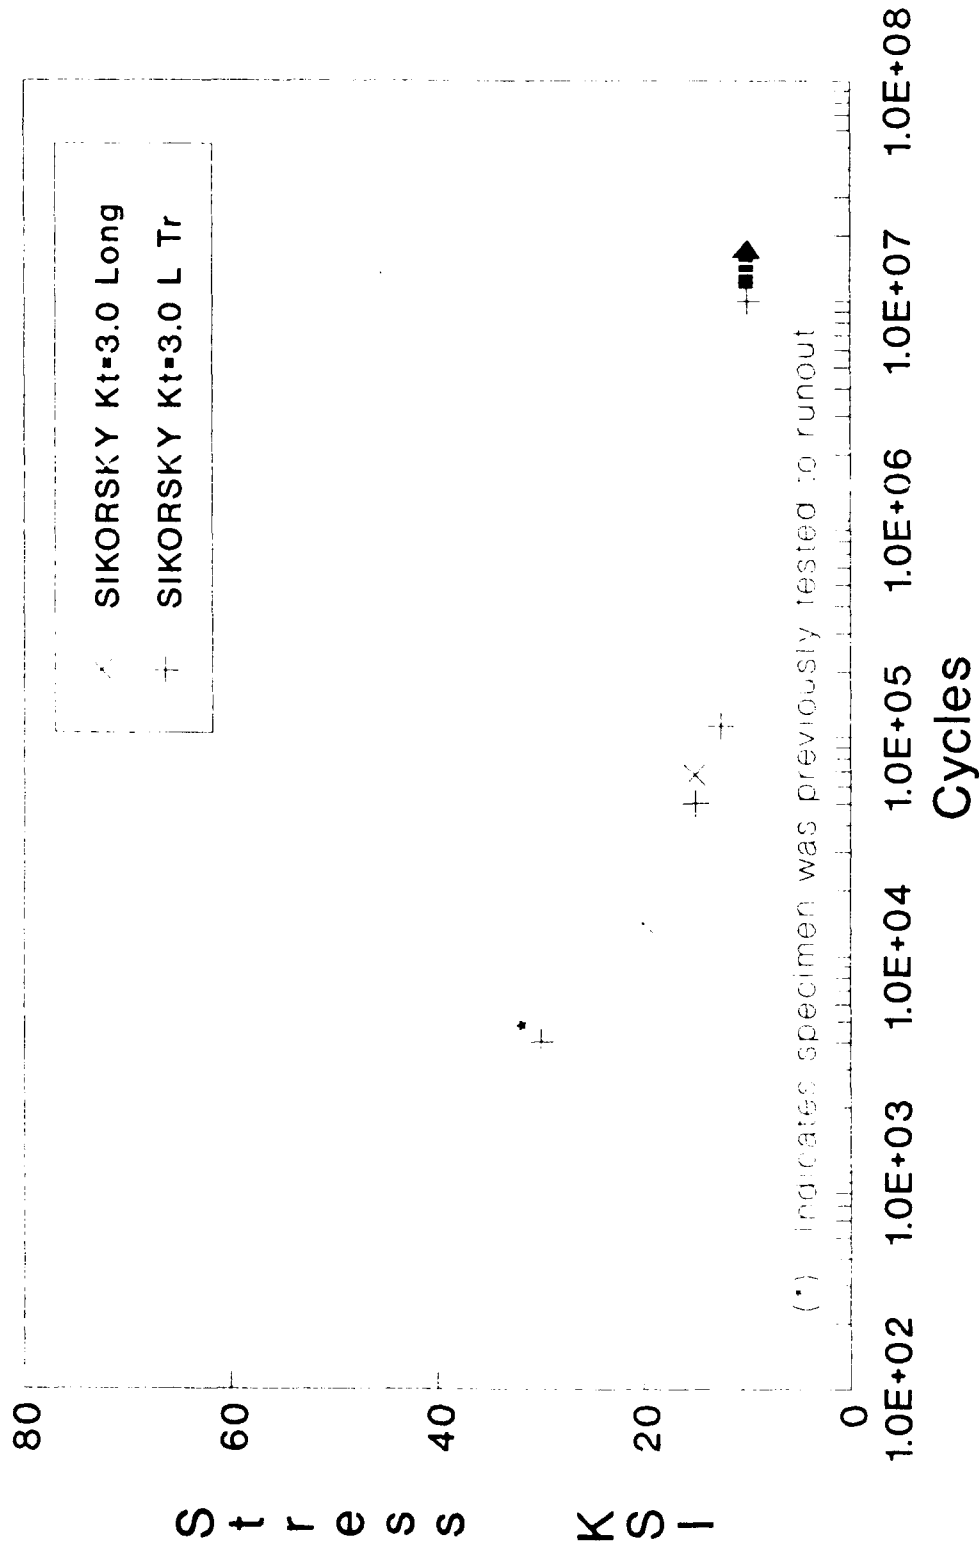 Stress KSI
80
60
40
20
0
SIKORSKY Kt=3.0 Long
SIKORSKY Kt=3.0 L Tr
*
(*) indicates specimen was previously tested to runout
1.0E+02 1.0E+03 1.0E+04 1.0E+05 1.0E+06 1.0E+07 1.0E+08
Cycles